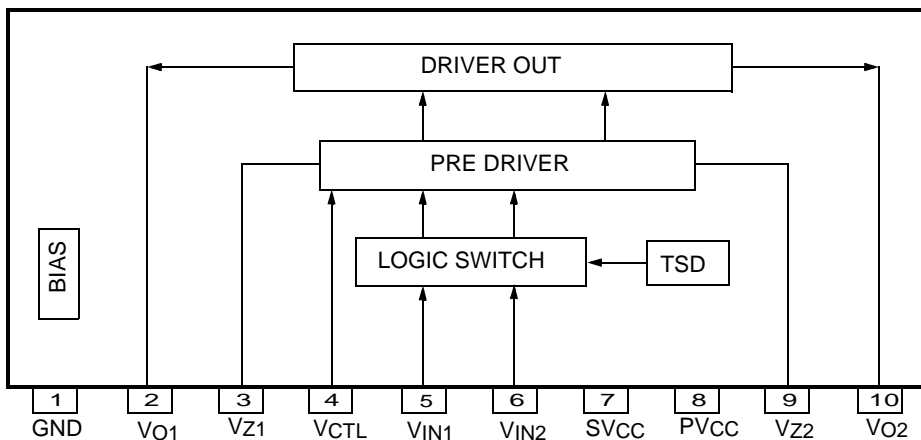 DRIVER OUT
PRE DRIVER
LOGIC SWITCH
TSD
BIAS
1 2 3 4 5 6 7 8 9 10
GND VO1 VZ1 VCTL VIN1 VIN2 SVCC PVCC VZ2 VO2